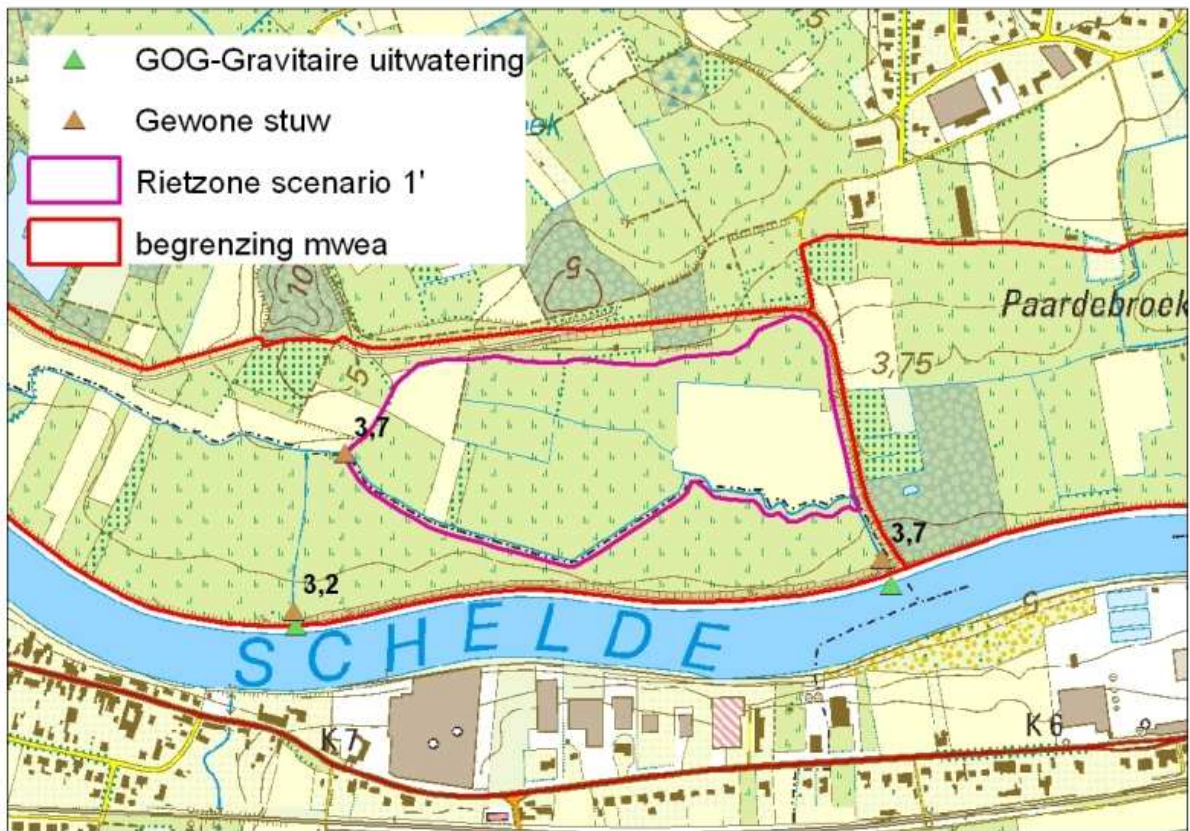 GOG-Gravitaire uitwatering
Gewone stuw
Rietzone scenario 1'
begrenzing mwea
10
5
5
Paardebroek
3,75
3,7
3,7
3,2
SCHELDE
5
K 7
K 6